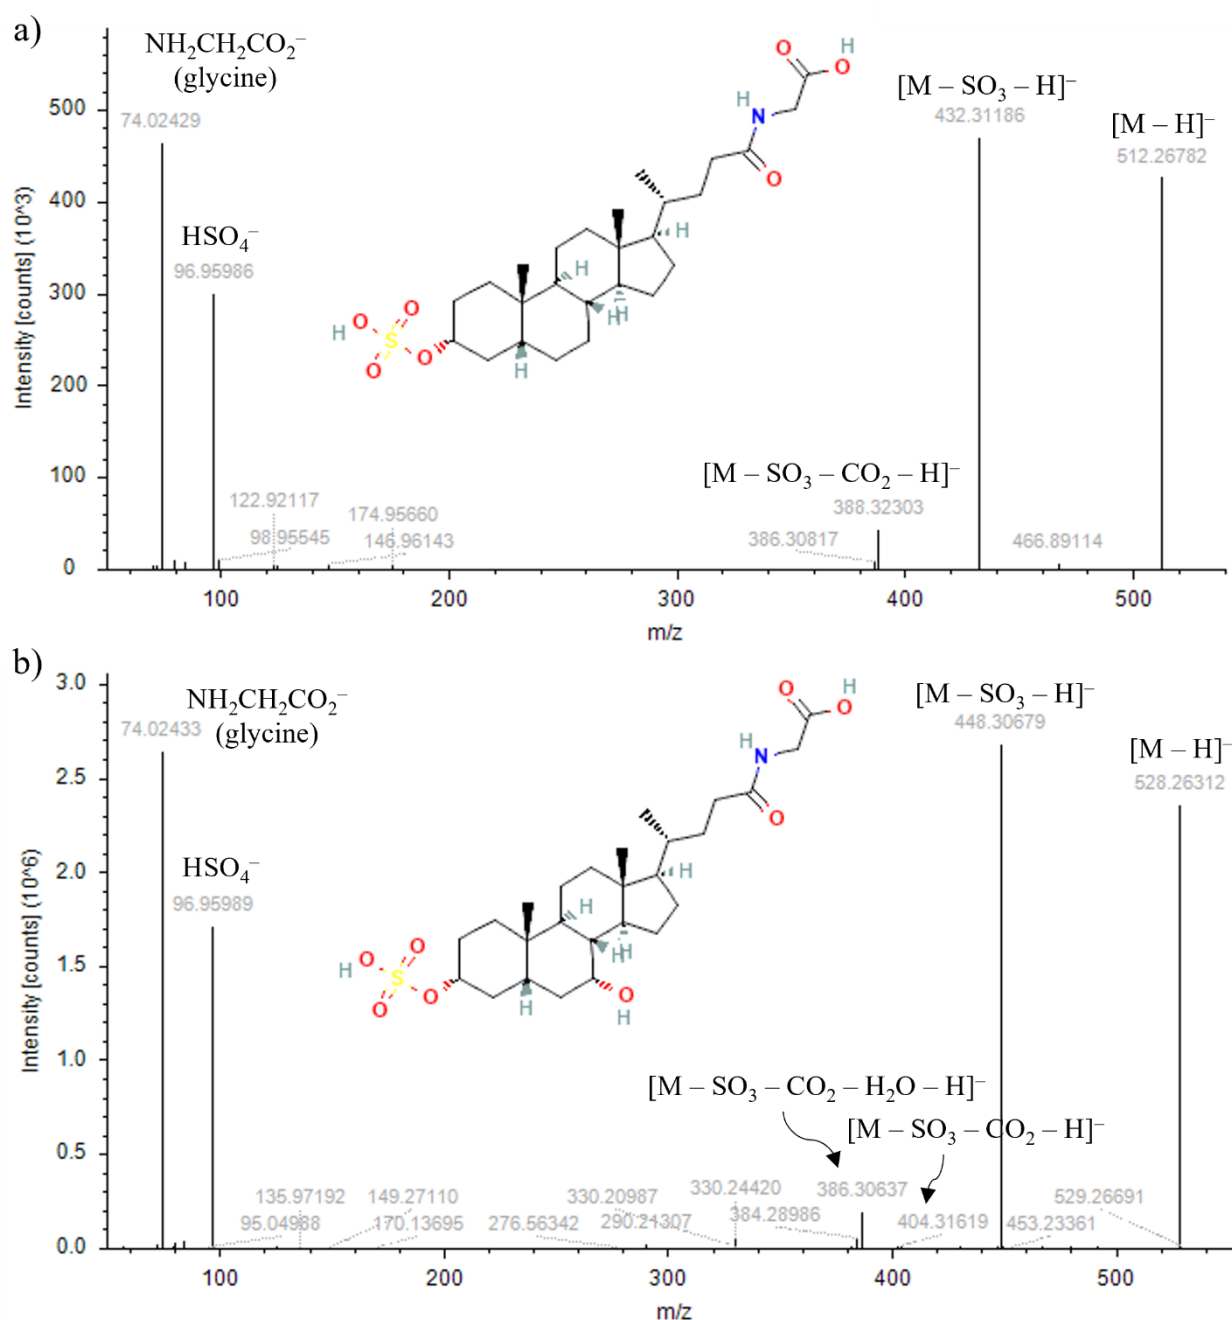 a)
NH₂CH₂CO₂⁻
(glycine)
74.02429
HSO₄⁻
96.95986
[M – SO₃ – H]⁻
432.31186
[M – H]⁻
512.26782
[M – SO₃ – CO₂ – H]⁻
388.32303
386.30817
466.89114
122.92117
98.95545
174.95660
146.96143
O
H
O
H
N
O
H
H
H
H
H
H
O
O
S
O
O
Intensity [counts] (10^3)
500
400
300
200
100
0
100
200
300
400
500
m/z
b)
NH₂CH₂CO₂⁻
(glycine)
74.02433
HSO₄⁻
96.95989
[M – SO₃ – H]⁻
448.30679
[M – H]⁻
528.26312
[M – SO₃ – CO₂ – H₂O – H]⁻
[M – SO₃ – CO₂ – H]⁻
386.30637
404.31619
135.97192
95.04988
149.27110
170.13695
276.56342
330.20987
290.21307
330.24420
384.28986
529.26691
453.23361
O
H
O
H
N
O
H
H
H
H
H
H
O
O
S
O
O
O
H
Intensity [counts] (10^6)
3.0
2.5
2.0
1.5
1.0
0.5
0.0
100
200
300
400
500
m/z